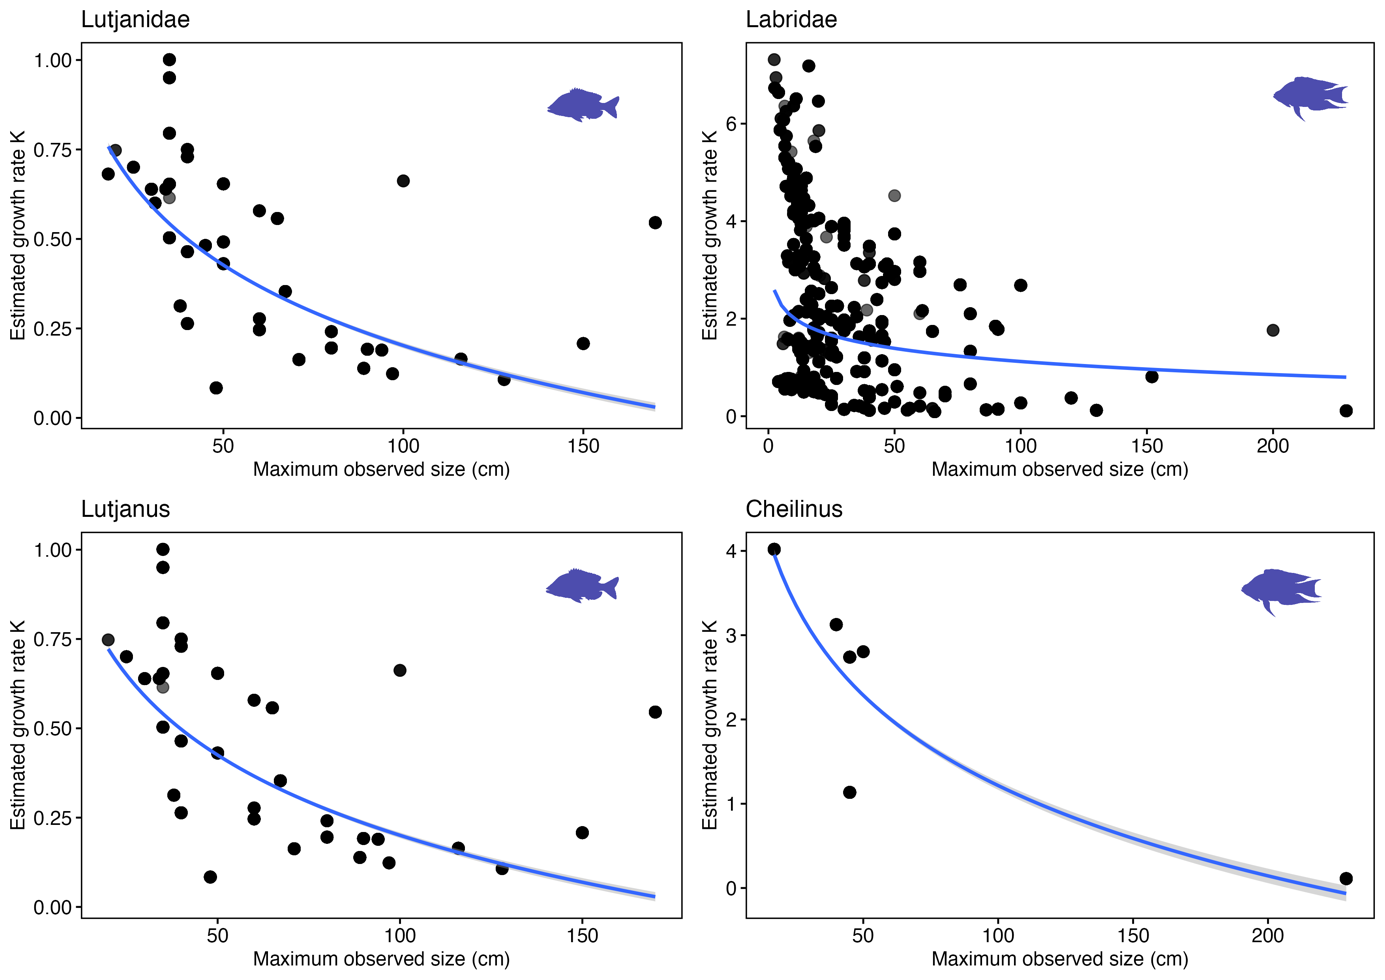 Lutjanidae
Estimated growth rate K
1.00
0.75
0.50
0.25
0.00
50
100
150
Maximum observed size (cm)
Labridae
Estimated growth rate K
6
4
2
0
0
50
100
150
200
Maximum observed size (cm)
Lutjanus
Estimated growth rate K
1.00
0.75
0.50
0.25
0.00
50
100
150
Maximum observed size (cm)
Cheilinus
Estimated growth rate K
4
3
2
1
0
50
100
150
200
Maximum observed size (cm)